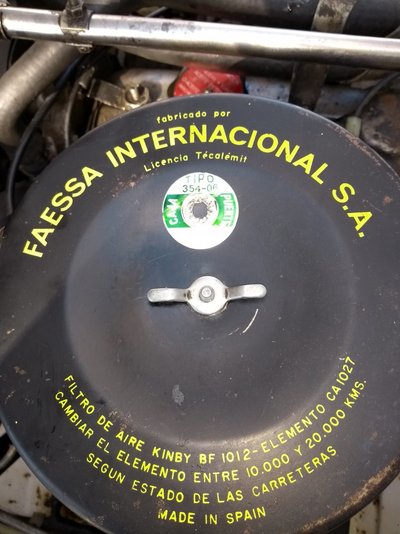 fabricado por
FAESSA INTERNACIONAL S.A.
Licencia Técalémit
TIPO
354-06
FILTRO DE AIRE KINBY BF 1012-ELEMENTO CA1027
CAMBIAR EL ELEMENTO ENTRE 10.000 Y 20.000 KMS.
SEGUN ESTADO DE LAS CARRETERAS
MADE IN SPAIN